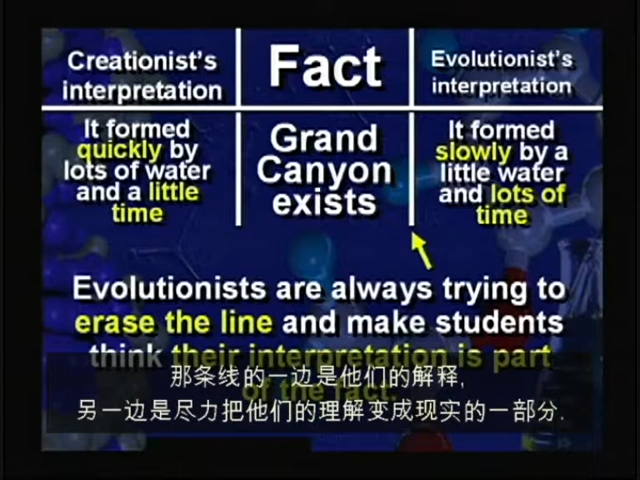 Creationist's
interpretation
Fact
Evolutionist's
interpretation
It formed
quickly by
lots of water
and a little
time
Grand
Canyon
exists
It formed
slowly by a
little water
and lots of
time
Evolutionists are always trying to
erase the line and make students
think their interpretation is part
of the fact.
那条线的一边是他们的解释,
另一边是尽力把他们的理解变成现实的一部分.